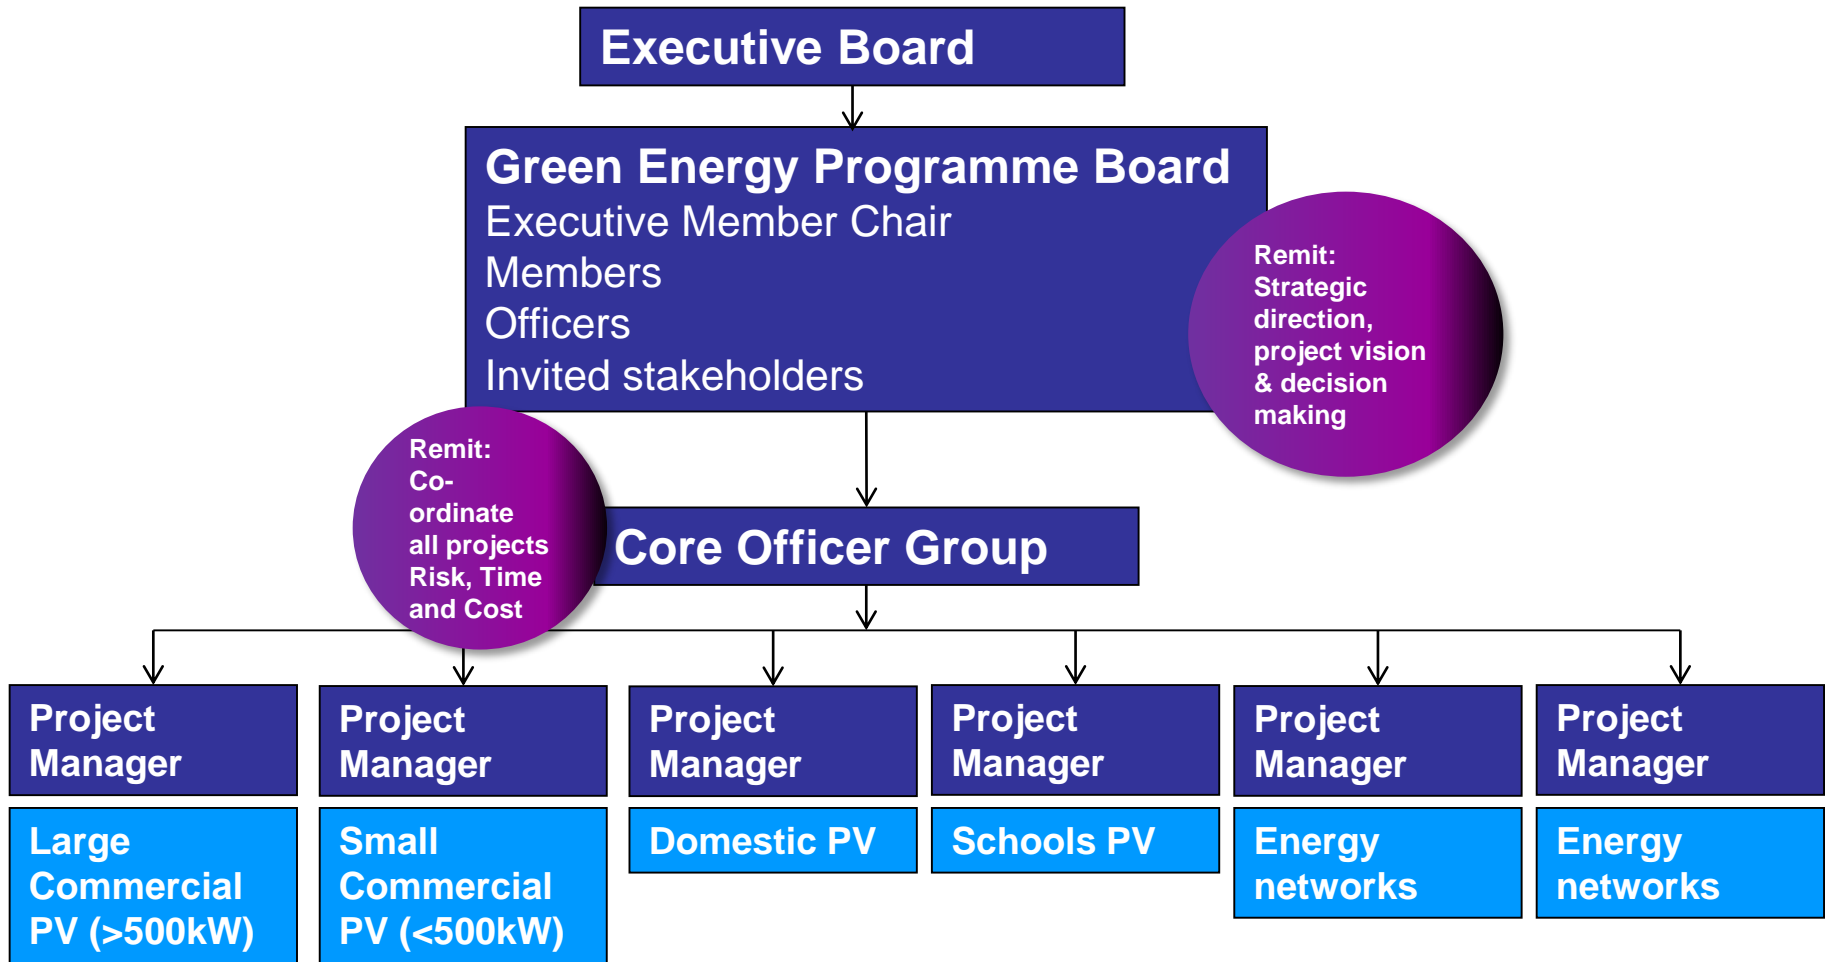 Executive Board
Green Energy Programme Board
Executive Member Chair
Members
Officers
Invited stakeholders
Remit:
Strategic
direction,
project vision
& decision
making
Remit:
Co-
ordinate
all projects
Risk, Time
and Cost
Core Officer Group
Project
Manager
Large
Commercial
PV (>500kW)
Project
Manager
Small
Commercial
PV (<500kW)
Project
Manager
Domestic PV
Project
Manager
Schools PV
Project
Manager
Energy
networks
Project
Manager
Energy
networks